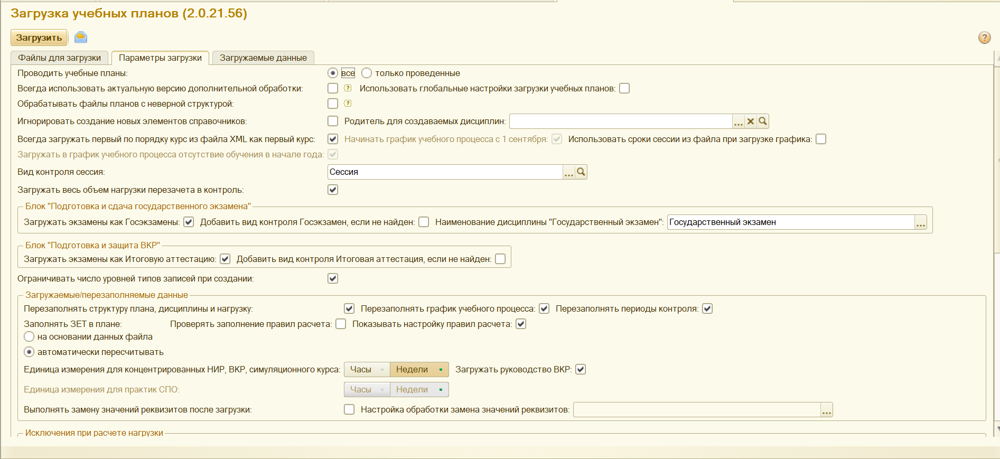 Загрузка учебных планов (2.0.21.56)
Загрузить
?
Файлы для загрузки Параметры загрузки Загружаемые данные
Проводить учебные планы: все только проведенные
Всегда использовать актуальную версию дополнительной обработки: ? Использовать глобальные настройки загрузки учебных планов:
Обрабатывать файлы планов с неверной структурой: ?
Игнорировать создание новых элементов справочников: Родитель для создаваемых дисциплин: ...
Всегда загружать первый по порядку курс из файла XML как первый курс: Начинать график учебного процесса с 1 сентября: Использовать сроки сессии из файла при загрузке графика:
Загружать в график учебного процесса отсутствие обучения в начале года:
Вид контроля сессия: Сессия ...
Загружать весь объем нагрузки перезачета в контроль:
Блок "Подготовка и сдача государственного экзамена"
Загружать экзамены как Госэкзамены: Добавить вид контроля Госэкзамен, если не найден: Наименование дисциплины "Государственный экзамен": Государственный экзамен ...
Блок "Подготовка и защита ВКР"
Загружать экзамены как Итоговую аттестацию: Добавить вид контроля Итоговая аттестация, если не найден:
Ограничивать число уровней типов записей при создании:
Загружаемые/перезаполняемые данные
Перезаполнять структуру плана, дисциплины и нагрузку: Перезаполнять график учебного процесса: Перезаполнять периоды контроля:
Заполнять ЗЕТ в плане: Проверять заполнение правил расчета: Показывать настройку правил расчета:
на основании данных файла
автоматически пересчитывать
Единица измерения для концентрированных НИР, ВКР, симуляционного курса: Часы Недели Загружать руководство ВКР:
Единица измерения для практик СПО: Часы Недели
Выполнять замену значений реквизитов после загрузки: Настройка обработки замена значений реквизитов: ...
Исключения при расчете нагрузки